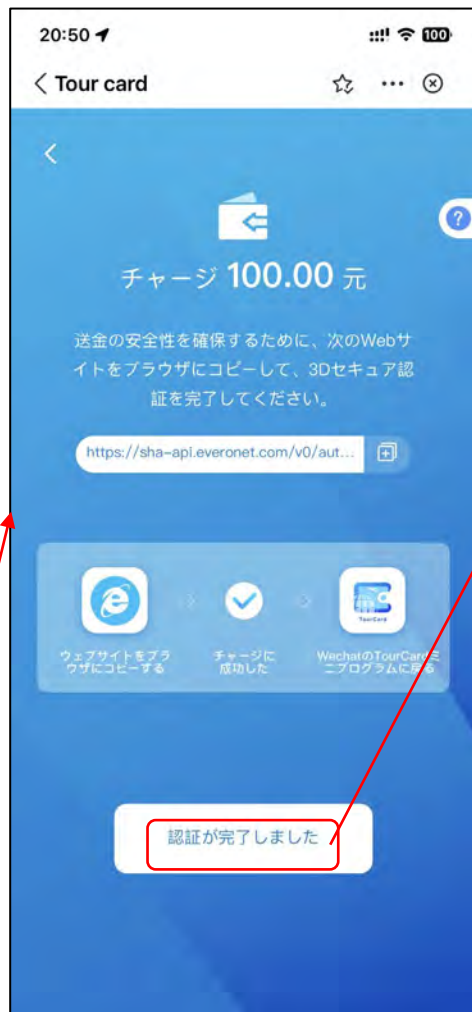 20:50
100
Tour card
チャージ 100.00 元
送金の安全性を確保するために、次のWebサ
イトをブラウザにコピーして、3Dセキュア認
証を完了してください。
https://sha-api.everonet.com/v0/aut...
TourCard
ウェブサイトをブラ
ウザにコピーする
チャージに
成功した
WechatのTourCardミ
ニプログラムに戻る
認証が完了しました